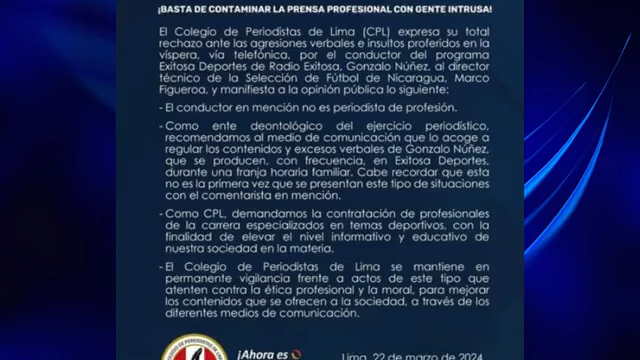 ¡BASTA DE CONTAMINAR LA PRENSA PROFESIONAL CON GENTE INTRUSA!
El Colegio de Periodistas de Lima (CPL) expresa su total
rechazo ante las agresiones verbales e insultos proferidos en la
víspera, vía telefónica, por el conductor del programa
Exitosa Deportes de Radio Exitosa, Gonzalo Núñez, al director
técnico de la Selección de Fútbol de Nicaragua, Marco
Figueroa, y manifiesta a la opinión pública lo siguiente:
- El conductor en mención no es periodista de profesión.
- Como ente deontológico del ejercicio periodístico,
recomendamos al medio de comunicación que lo acoge a
regular los contenidos y excesos verbales de Gonzalo Núñez,
que se producen, con frecuencia, en Exitosa Deportes,
durante una franja horaria familiar. Cabe recordar que esta
no es la primera vez que se presentan este tipo de situaciones
con el comentarista en mención.
- Como CPL, demandamos la contratación de profesionales
de la carrera especializados en temas deportivos, con la
finalidad de elevar el nivel informativo y educativo de
nuestra sociedad en la materia.
- El Colegio de Periodistas de Lima se mantiene en
permanente vigilancia frente a actos de este tipo que
atenten contra la ética profesional y la moral, para mejorar
los contenidos que se ofrecen a la sociedad, a través de los
diferentes medios de comunicación.
¡Ahora es
Lima, 22 de marzo de 2024